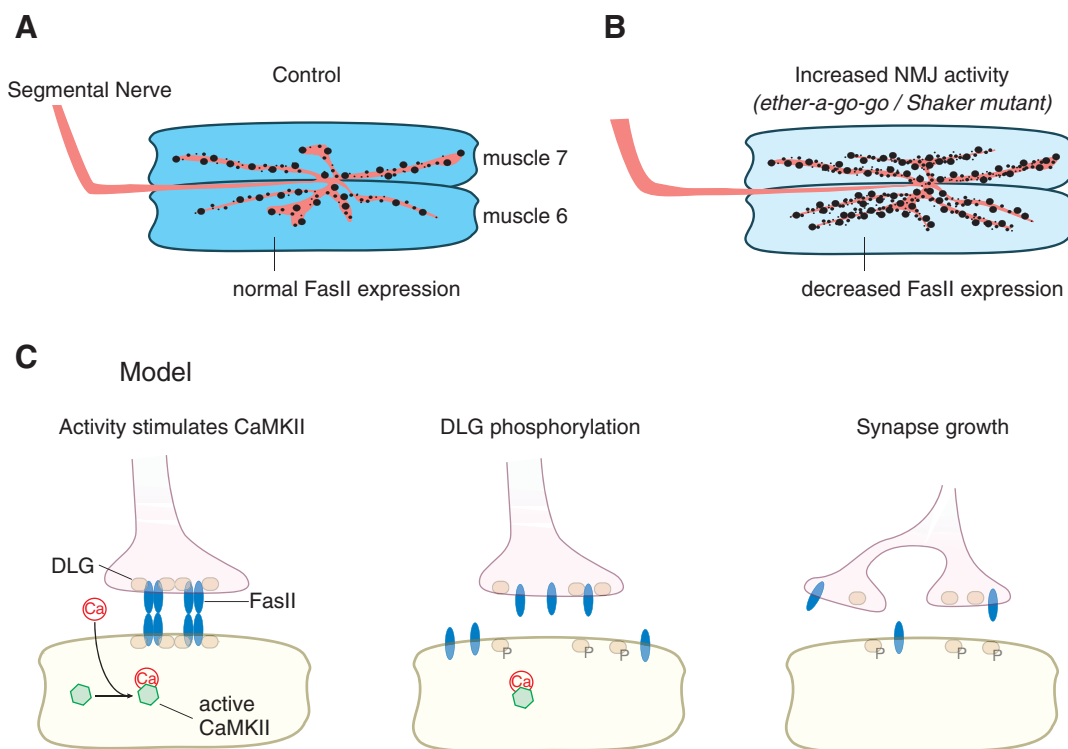 A
Control
Segmental Nerve
muscle 7
muscle 6
normal FasII expression
B
Increased NMJ activity
(ether-a-go-go / Shaker mutant)
decreased FasII expression
C
Model
Activity stimulates CaMKII
DLG
FasII
Ca
Ca
active
CaMKII
DLG phosphorylation
P
P
P
Ca
Synapse growth
P
P
P